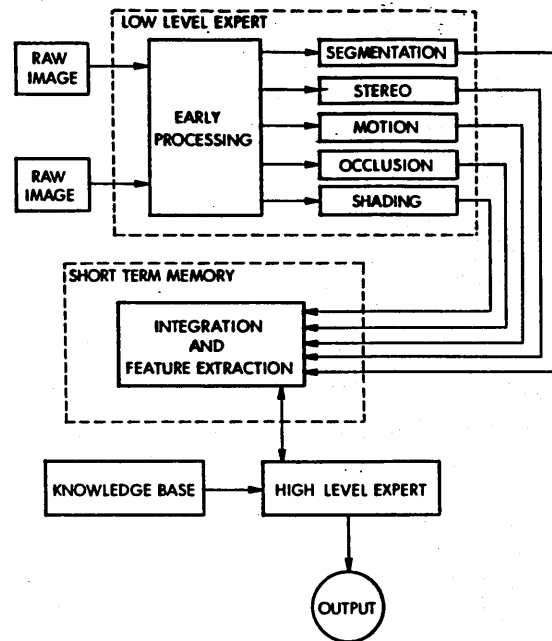 LOW LEVEL EXPERT
RAW
IMAGE
RAW
IMAGE
EARLY
PROCESSING
SEGMENTATION
STEREO
MOTION
OCCLUSION
SHADING
SHORT TERM MEMORY
INTEGRATION
AND
FEATURE EXTRACTION
KNOWLEDGE BASE
HIGH LEVEL EXPERT
OUTPUT